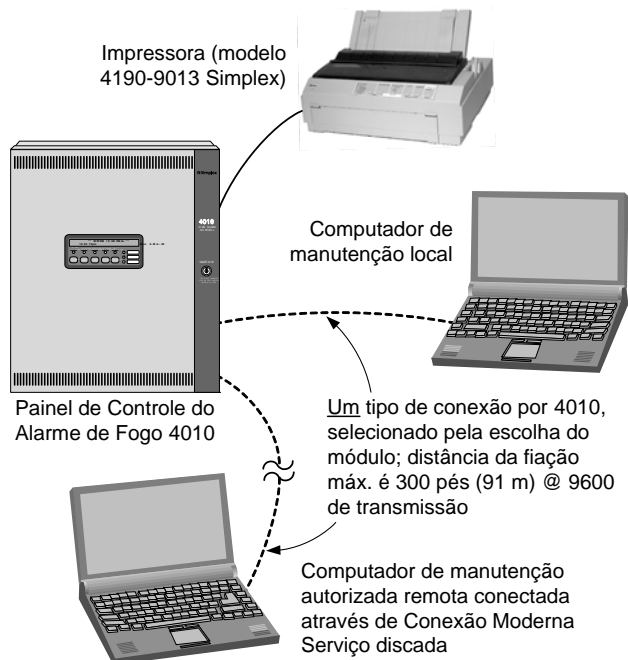 Impressora (modelo
4190-9013 Simplex)
Simplex
4010
Computador de
manutenção local
Painel de Controle do
Alarme de Fogo 4010
Um tipo de conexão por 4010,
selecionado pela escolha do
módulo; distância da fiação
máx. é 300 pés (91 m) @ 9600
de transmissão
Computador de manutenção
autorizada remota conectada
através de Conexão Moderna
Serviço discada